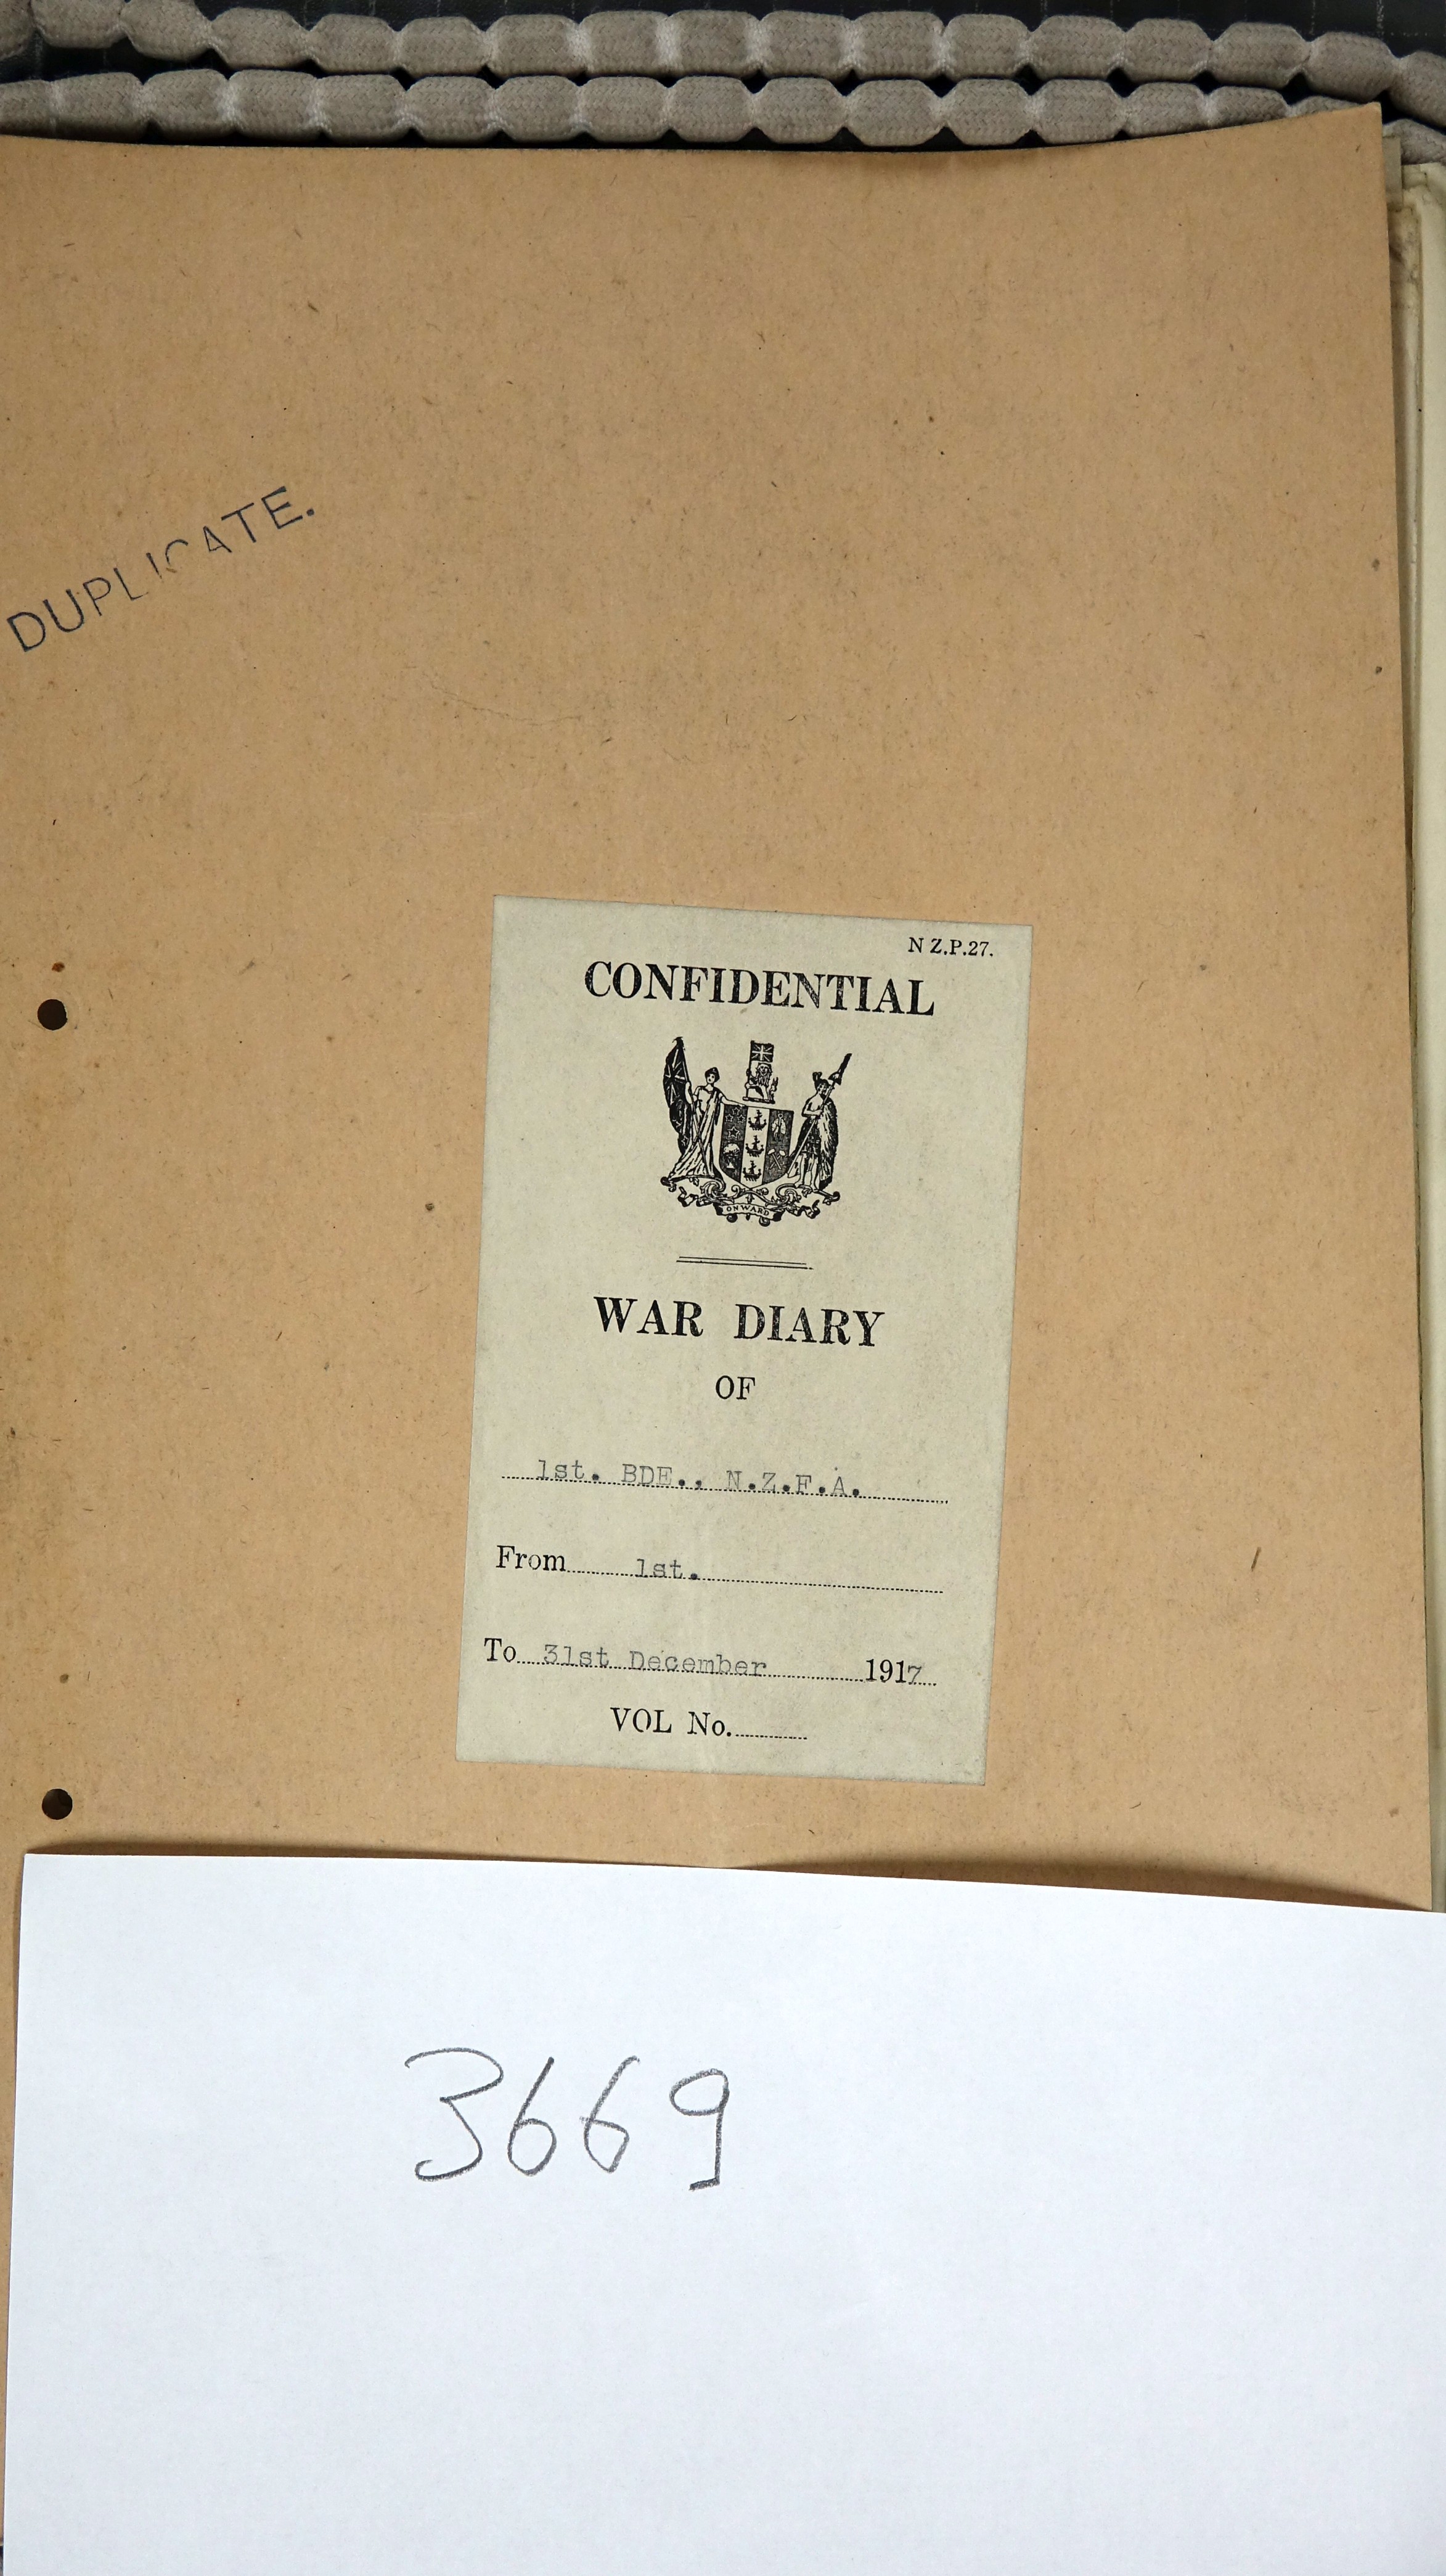 DUPLICATE.
N Z.P.27.
CONFIDENTIAL
ONWARD
WAR DIARY
OF
1st. BDE., N.Z.F.A.
From 1st.
To 31st December 1917
VOL No.
3669